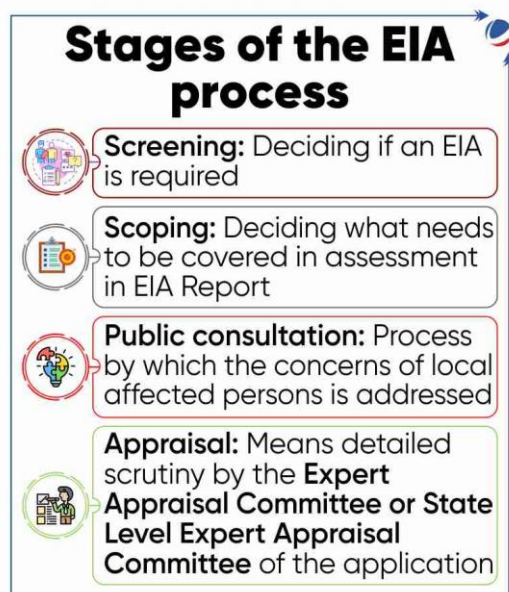 Stages of the EIA
process
Screening: Deciding if an EIA
is required
Scoping: Deciding what needs
to be covered in assessment
in EIA Report
Public consultation: Process
by which the concerns of local
affected persons is addressed
Appraisal: Means detailed
scrutiny by the Expert
Appraisal Committee or State
Level Expert Appraisal
Committee of the application